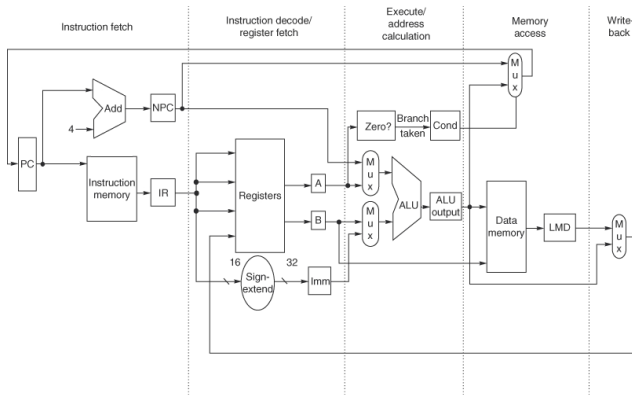 Instruction fetch
Instruction decode/
register fetch
Execute/
address
calculation
Memory
access
Write-
back
M
u
x
Add
NPC
4
Zero?
Branch
taken
Cond
PC
Instruction
memory
IR
Registers
A
B
M
u
x
M
u
x
ALU
ALU
output
Data
memory
LMD
M
u
x
16
32
Sign-
extend
Imm